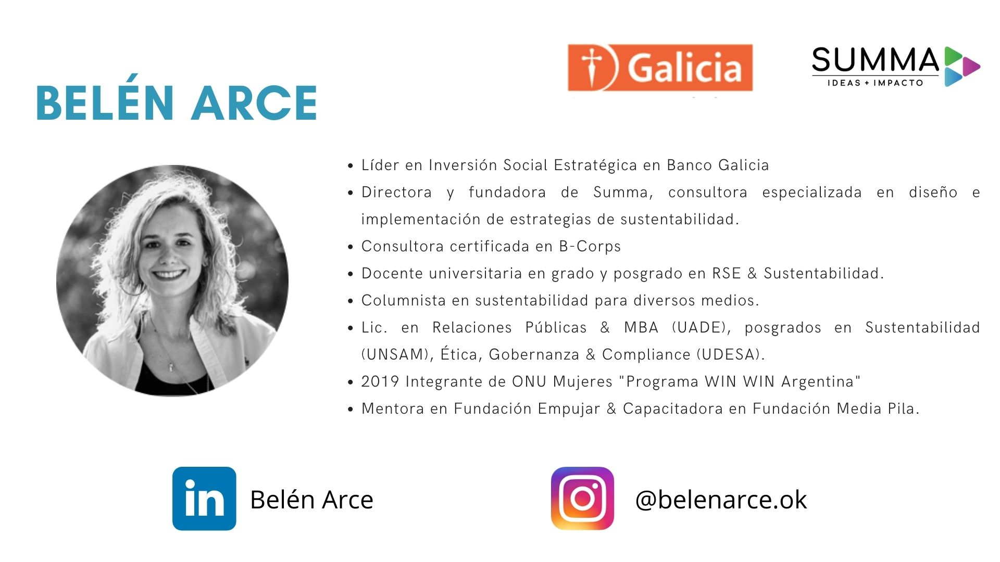 Galicia
SUMMA
IDEAS + IMPACTO
BELÉN ARCE
• Líder en Inversión Social Estratégica en Banco Galicia
• Directora y fundadora de Summa, consultora especializada en diseño e
implementación de estrategias de sustentabilidad.
• Consultora certificada en B-Corps
• Docente universitaria en grado y posgrado en RSE & Sustentabilidad.
• Columnista en sustentabilidad para diversos medios.
• Lic. en Relaciones Públicas & MBA (UADE), posgrados en Sustentabilidad
(UNSAM), Ética, Gobernanza & Compliance (UDESA).
• 2019 Integrante de ONU Mujeres "Programa WIN WIN Argentina"
• Mentora en Fundación Empujar & Capacitadora en Fundación Media Pila.
in
Belén Arce
@belenarce.ok